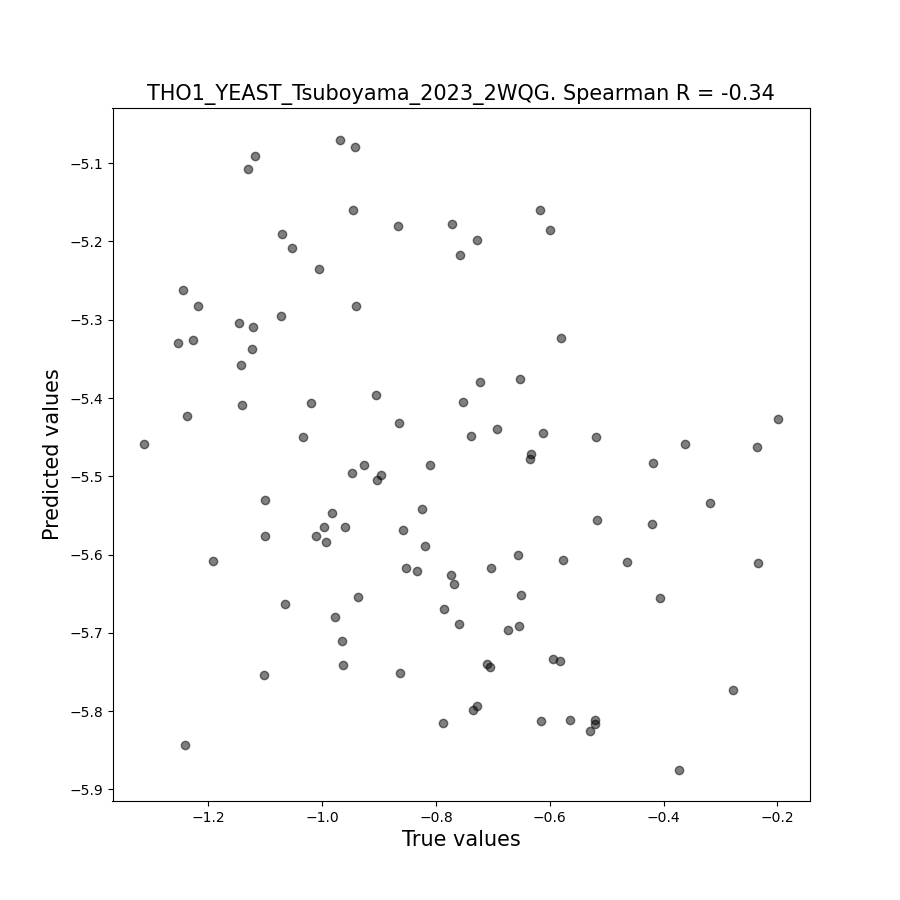 THO1_YEAST_Tsuboyama_2023_2WQG. Spearman R = -0.34
Predicted values
−5.1
−5.2
−5.3
−5.4
−5.5
−5.6
−5.7
−5.8
−5.9
−1.2 −1.0 −0.8 −0.6 −0.4 −0.2
True values